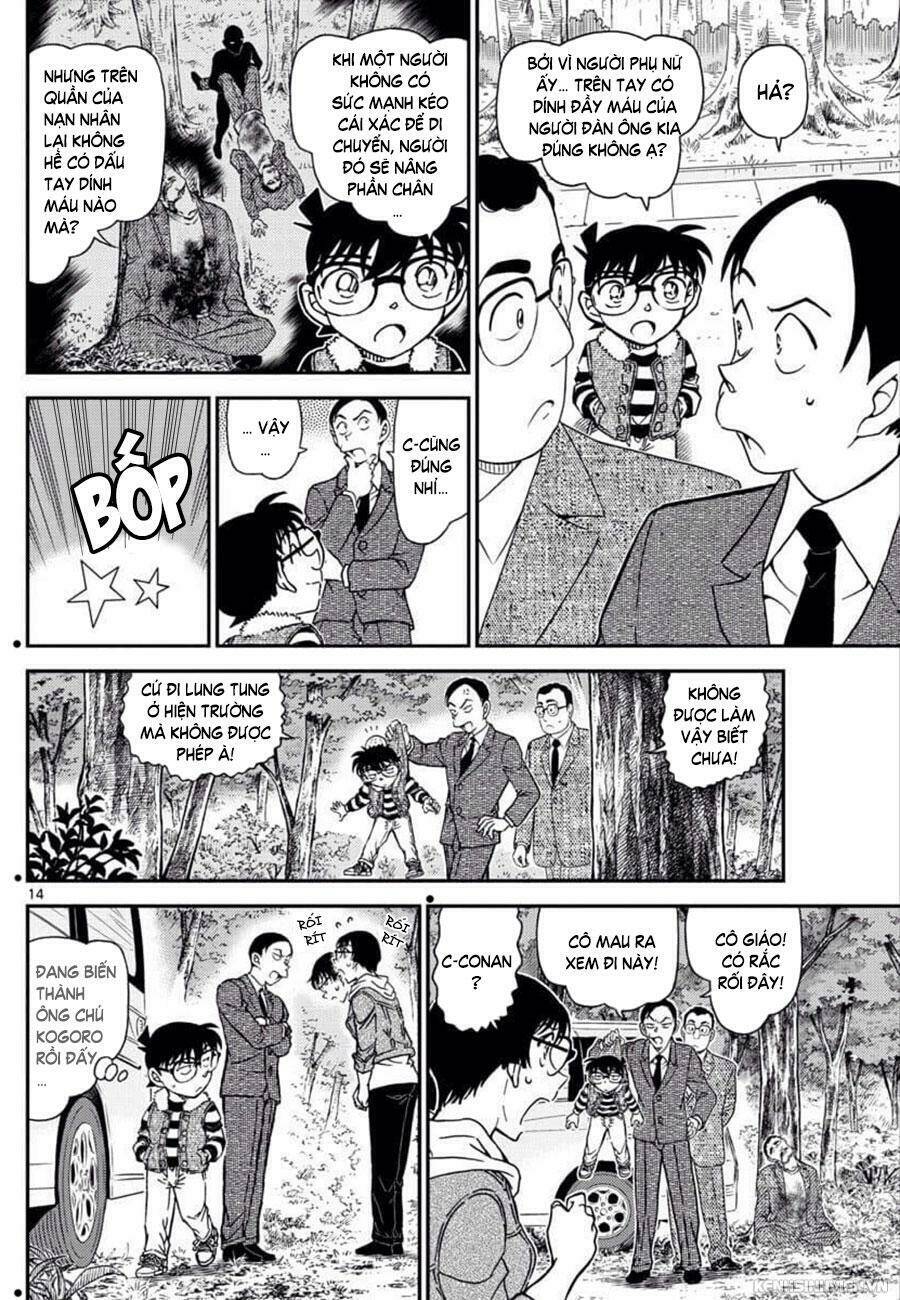 HẢ?
BỞI VÌ NGƯỜI PHỤ NỮ
ẤY... TRÊN TAY CÓ
DÍNH ĐẦY MÁU CỦA
NGƯỜI ĐÀN ÔNG KIA
ĐÚNG KHÔNG Ạ?
KHI MỘT NGƯỜI
KHÔNG CÓ
SỨC MẠNH KÉO
CÁI XÁC ĐỂ DI
CHUYỂN, NGƯỜI
ĐÓ SẼ NÂNG
PHẦN CHÂN
...
NHƯNG TRÊN
QUẦN CỦA
NẠN NHÂN
LẠI KHÔNG
HỀ CÓ DẤU
TAY DÍNH
MÁU NÀO
MÀ?
C-CŨNG
ĐÚNG
NHỈ...
... VẬY
...
BỐP
KHÔNG
ĐƯỢC LÀM
VẬY BIẾT
CHƯA!
CỨ ĐI LUNG TUNG
Ở HIỆN TRƯỜNG
MÀ KHÔNG ĐƯỢC
PHÉP À!
14
CÔ GIÁO!
CÓ RẮC
RỐI ĐÂY!
CÔ MAU RA
XEM ĐI NÀY!
C-CONAN
?
RỐI
RÍT
RỐI
RÍT
ĐANG BIẾN
THÀNH
ÔNG CHÚ
KOGORO
RỒI ĐẤY
...